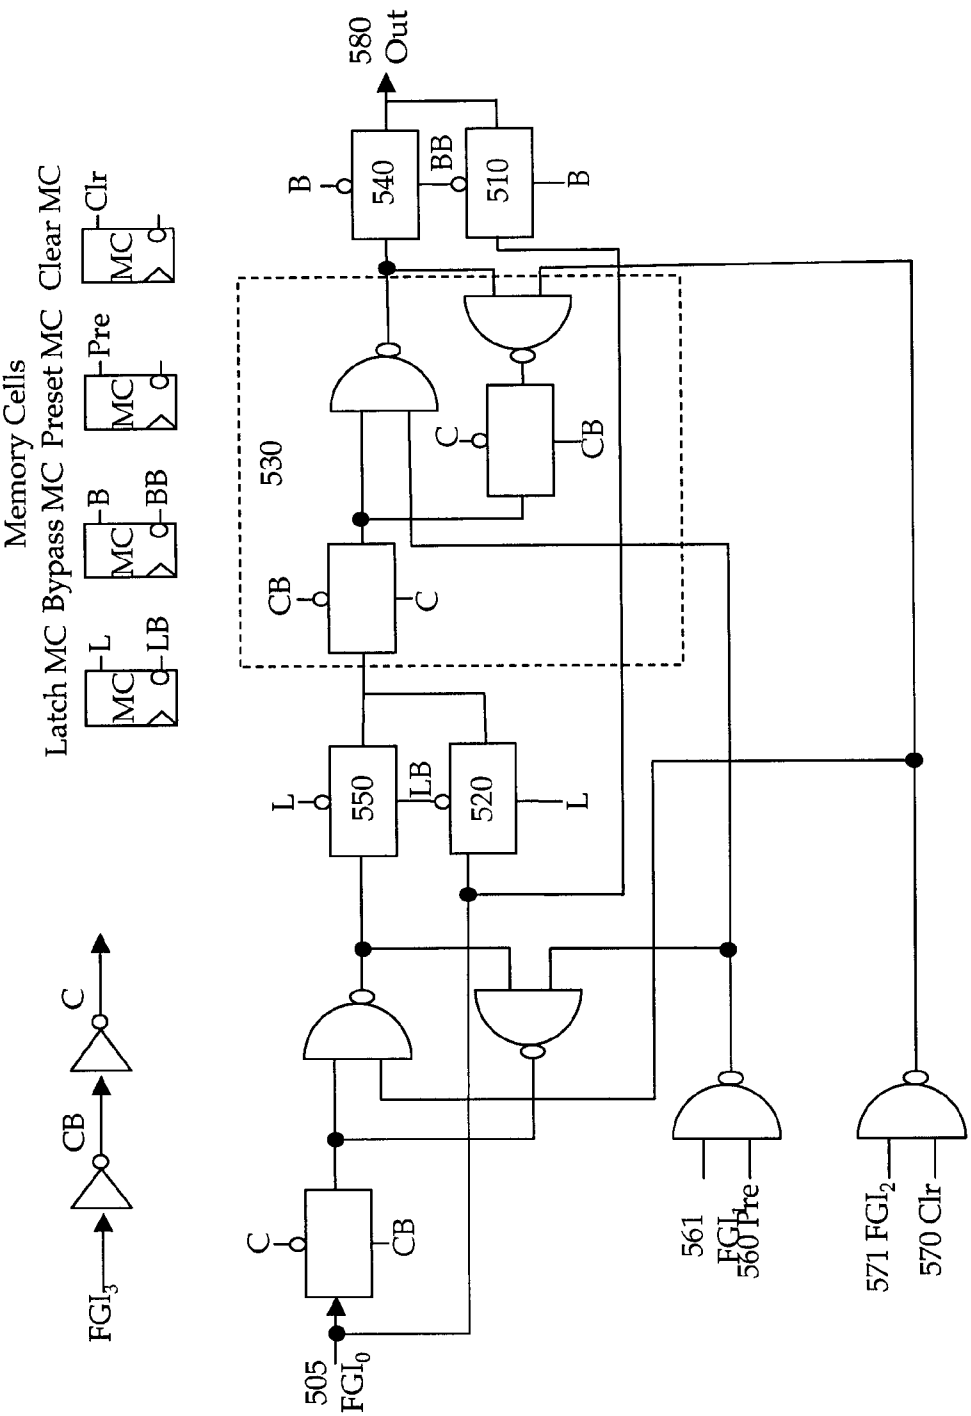 Memory Cells
Latch MC Bypass MC Preset MC Clear MC
MC L LB
MC B BB
MC Pre
MC Clr
FGI3 CB C
580
Out
B
540
BB
510
B
530
CB
C
C
CB
L
550
LB
520
L
C
CB
505
FGI0
561
FGI1
560 Pre
571 FGI2
570 Clr